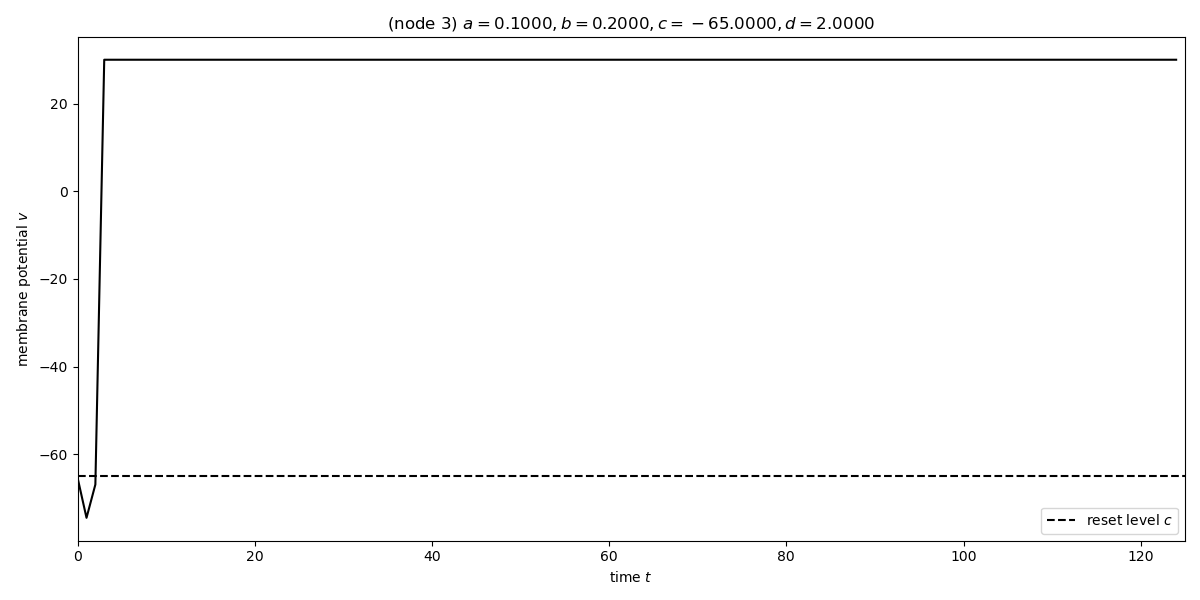 (node 3) a = 0.1000, b = 0.2000, c = −65.0000, d = 2.0000
membrane potential v
20
0
−20
−40
−60
reset level c
0 20 40 60 80 100 120
time t